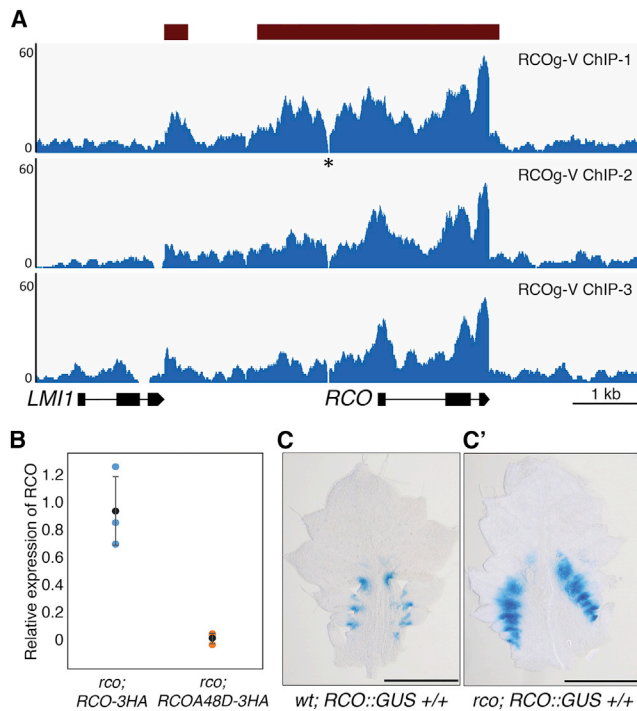 A
60
RCOg-V ChIP-1
0
*
60
RCOg-V ChIP-2
0
60
RCOg-V ChIP-3
0
LMI1
RCO
1 kb
B
Relative expression of RCO
1.2
1.0
0.8
0.6
0.4
0.2
0
rco;
RCO-3HA
rco;
RCOA48D-3HA
C
wt; RCO::GUS +/+
C'
rco; RCO::GUS +/+